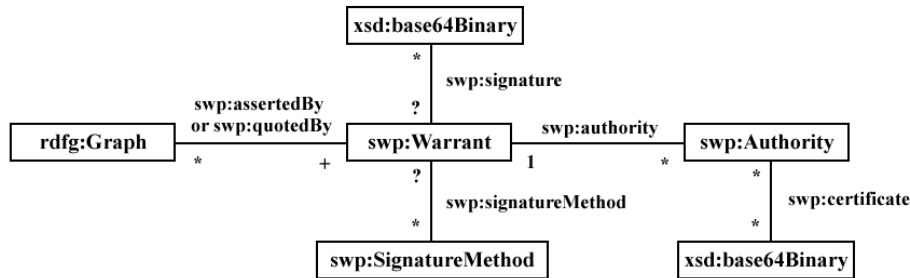 xsd:base64Binary
*
swp:signature
?
swp:assertedBy
or swp:quotedBy
rdfg:Graph
*
+
swp:Warrant
swp:authority
1
*
swp:Authority
?
swp:signatureMethod
*
swp:SignatureMethod
*
swp:certificate
*
xsd:base64Binary